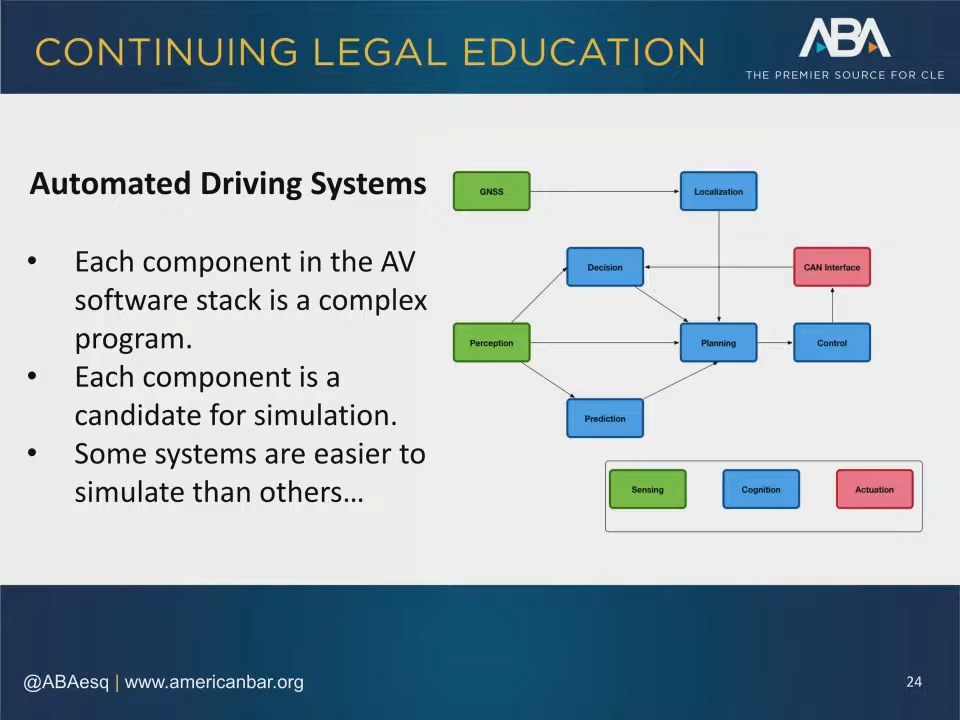 CONTINUING LEGAL EDUCATION
ABA
THE PREMIER SOURCE FOR CLE
Automated Driving Systems
• Each component in the AV
software stack is a complex
program.
• Each component is a
candidate for simulation.
• Some systems are easier to
simulate than others…
GNSS
Localization
Decision
CAN Interface
Perception
Planning
Control
Prediction
Sensing
Cognition
Actuation
@ABAesq | www.americanbar.org
24